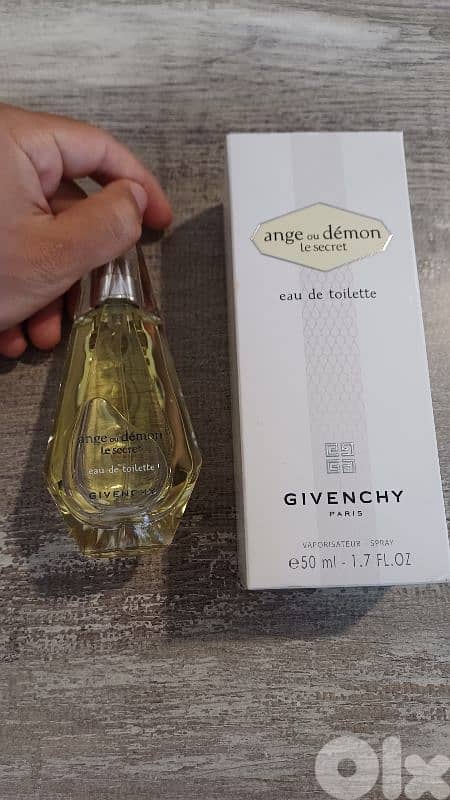 ange ou démon
le secret
eau de toilette
GIVENCHY
PARIS
VAPORISATEUR - SPRAY
℮50 ml - 1.7 FL.OZ
ange ou démon
le secret
eau de toilette
GIVENCHY
OLX